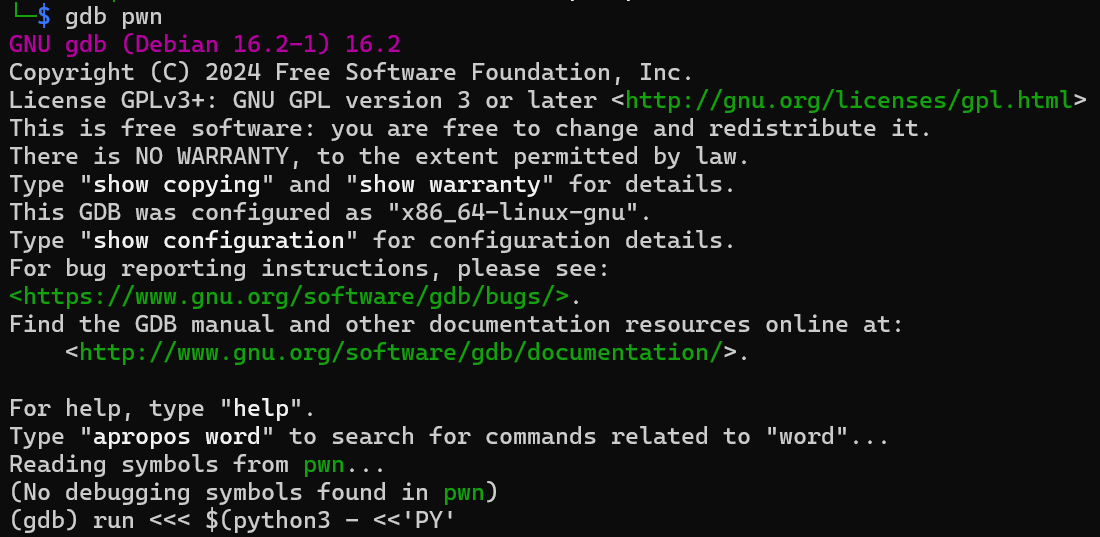 └─$ gdb pwn
GNU gdb (Debian 16.2-1) 16.2
Copyright (C) 2024 Free Software Foundation, Inc.
License GPLv3+: GNU GPL version 3 or later <http://gnu.org/licenses/gpl.html>
This is free software: you are free to change and redistribute it.
There is NO WARRANTY, to the extent permitted by law.
Type "show copying" and "show warranty" for details.
This GDB was configured as "x86_64-linux-gnu".
Type "show configuration" for configuration details.
For bug reporting instructions, please see:
<https://www.gnu.org/software/gdb/bugs/>.
Find the GDB manual and other documentation resources online at:
    <http://www.gnu.org/software/gdb/documentation/>.

For help, type "help".
Type "apropos word" to search for commands related to "word"...
Reading symbols from pwn...
(No debugging symbols found in pwn)
(gdb) run <<< $(python3 - <<'PY'